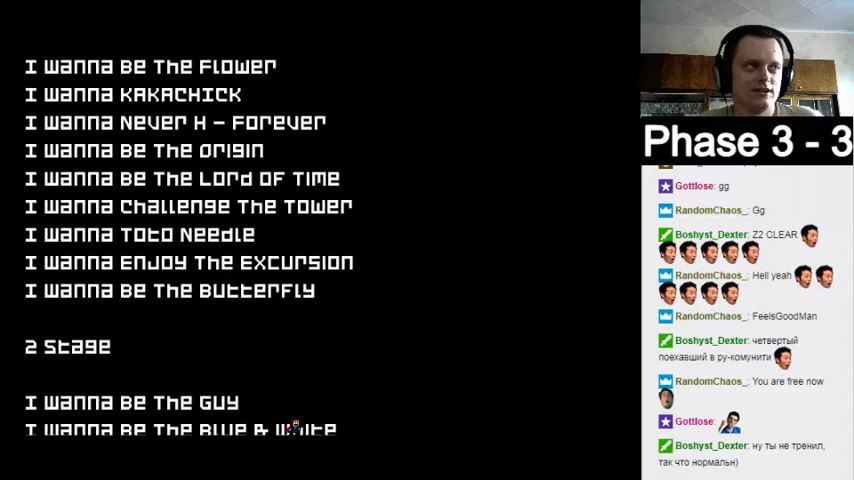 I wanna Be The Flower
I wanna KAKACHICK
I wanna Never H - Forever
I wanna Be The Origin
I wanna Be The Lord Of Time
I wanna Challenge The Tower
I wanna Toto Needle
I wanna Enjoy The Excursion
I wanna Be The Butterfly
2 Stage
I wanna Be The Guy
I wanna Be The Blue & White
Phase 3 - 3
Gottlose: gg
RandomChaos_: Gg
Boshyst_Dexter: Z2 CLEAR
RandomChaos_: Hell yeah
RandomChaos_: FeelsGoodMan
Boshyst_Dexter: четвертый
поехавший в ру-комунити
RandomChaos_: You are free now
Gottlose:
Boshyst_Dexter: ну ты не тренил,
так что нормальн)